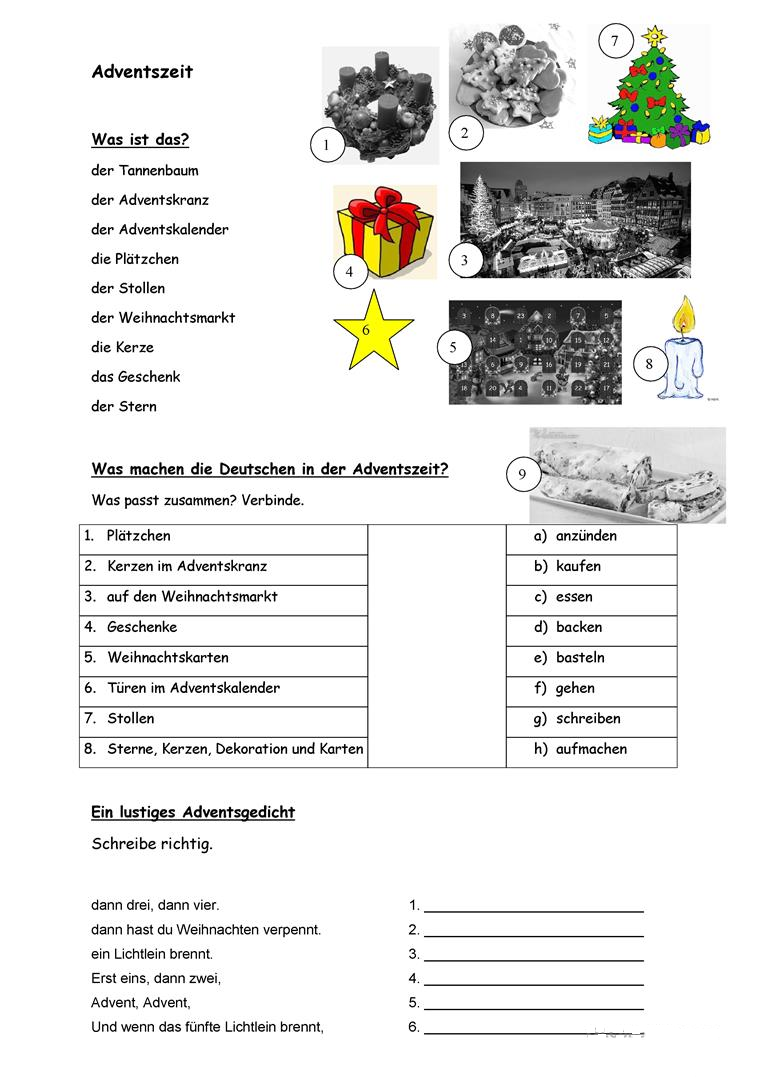 Adventszeit
1
2
7
Was ist das?
der Tannenbaum
der Adventskranz
der Adventskalender
die Plätzchen
der Stollen
der Weihnachtsmarkt
die Kerze
das Geschenk
der Stern
4
3
6
5
8
Was machen die Deutschen in der Adventszeit?
9
Was passt zusammen? Verbinde.
1. Plätzchen a) anzünden
2. Kerzen im Adventskranz b) kaufen
3. auf den Weihnachtsmarkt c) essen
4. Geschenke d) backen
5. Weihnachtskarten e) basteln
6. Türen im Adventskalender f) gehen
7. Stollen g) schreiben
8. Sterne, Kerzen, Dekoration und Karten h) aufmachen
Ein lustiges Adventsgedicht
Schreibe richtig.
dann drei, dann vier. 1.
dann hast du Weihnachten verpennt. 2.
ein Lichtlein brennt. 3.
Erst eins, dann zwei, 4.
Advent, Advent, 5.
Und wenn das fünfte Lichtlein brennt, 6.